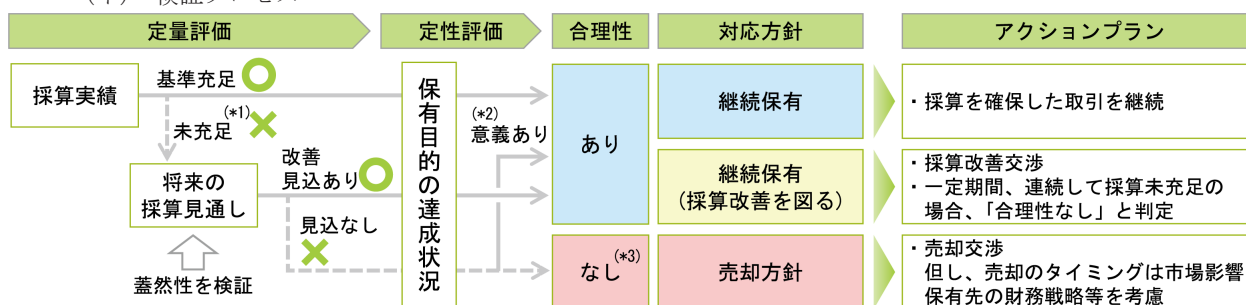 定量評価
定性評価
合理性
対応方針
アクションプラン
採算実績
基準充足
(*1)
未充足
将来の
採算見通し
改善
見込あり
見込なし
蓋然性を検証
保有目的の達成状況
(*2)
意義あり
あり
なし(*3)
継続保有
継続保有
(採算改善を図る)
売却方針
・採算を確保した取引を継続
・採算改善交渉
・一定期間、連続して採算未充足の
場合、「合理性なし」と判定
・売却交渉
但し、売却のタイミングは市場影響
保有先の財務戦略等を考慮